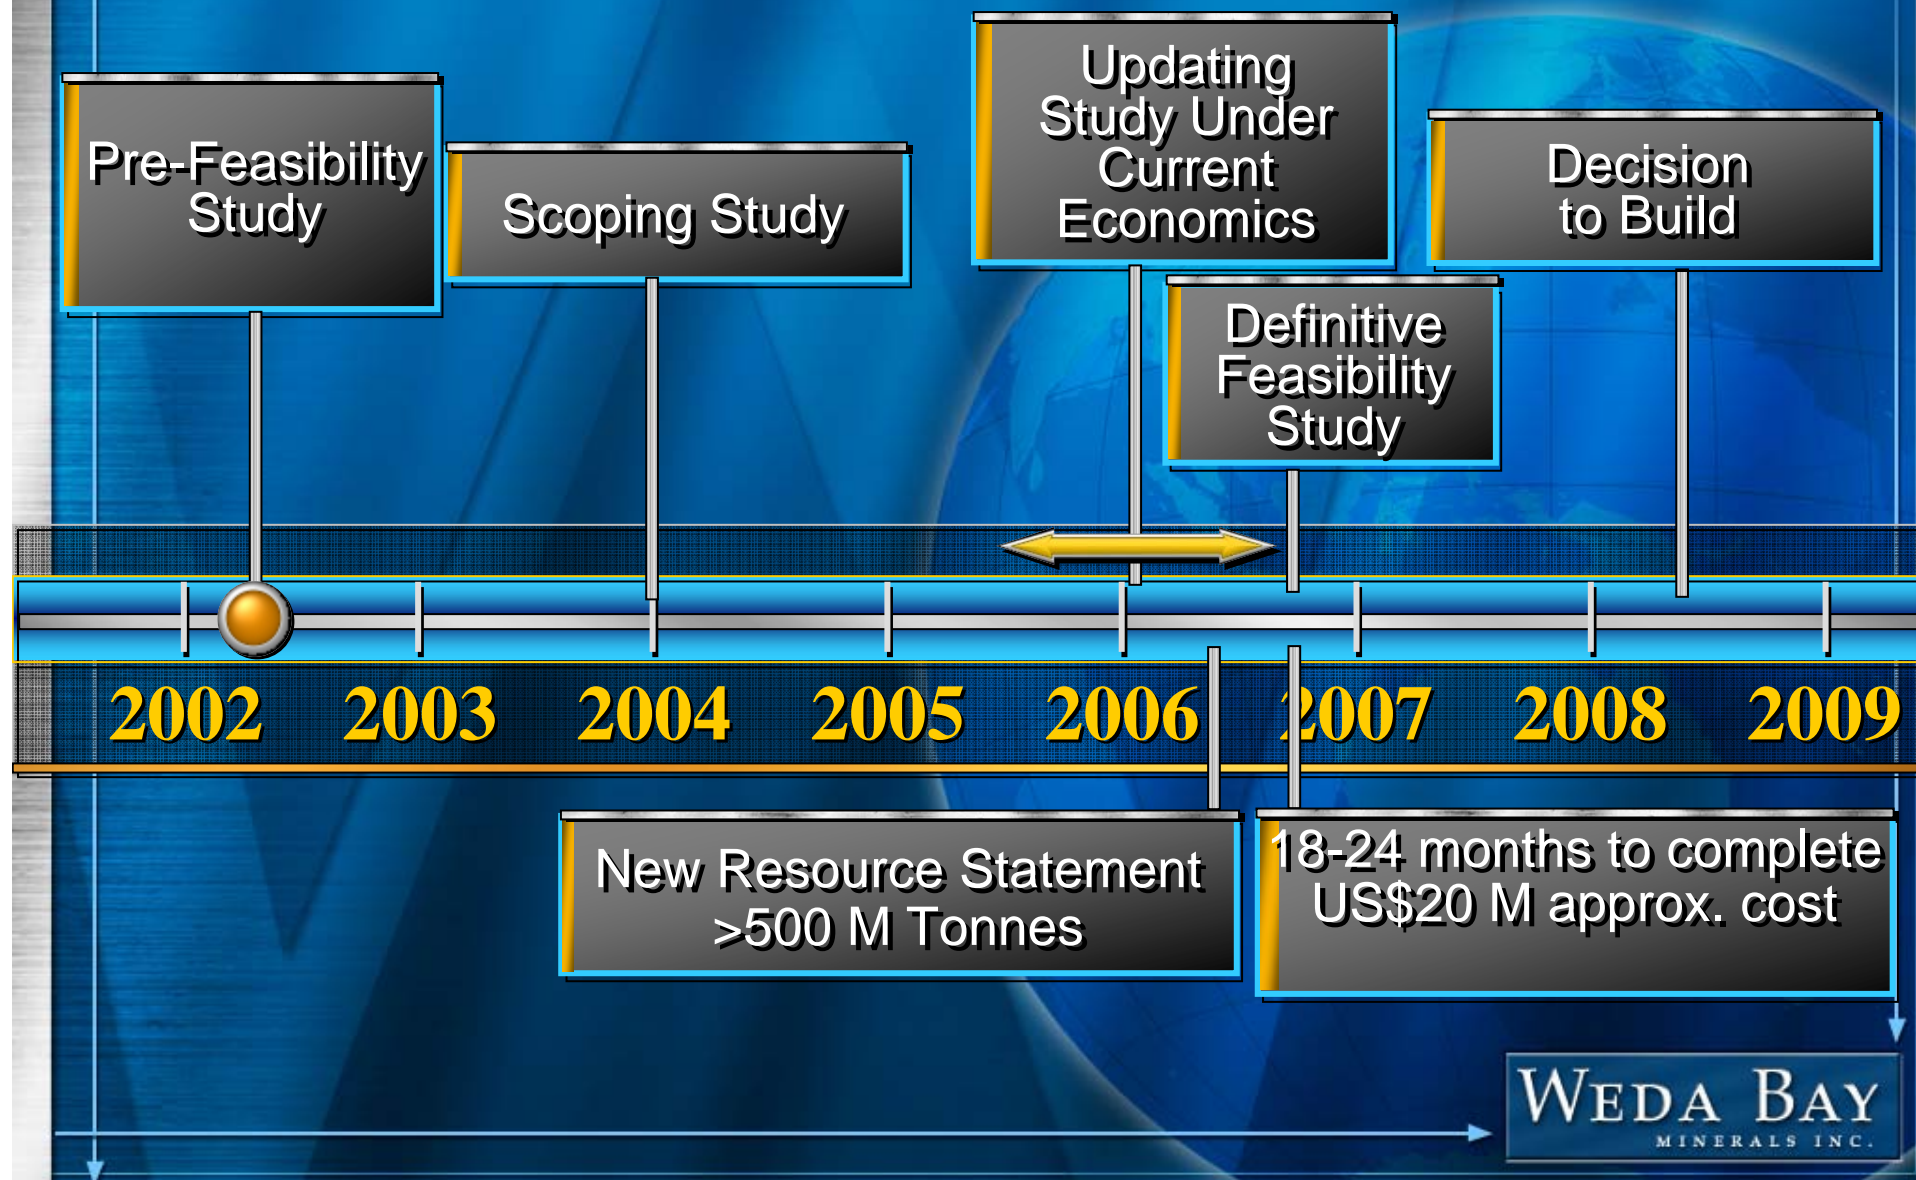 Pre-Feasibility
Study
Scoping Study
Updating
Study Under
Current
Economics
Decision
to Build
Definitive
Feasibility
Study
2002 2003 2004 2005 2006 2007 2008 2009
New Resource Statement
>500 M Tonnes
18-24 months to complete
US$20 M approx. cost
WEDA BAY
MINERALS INC.